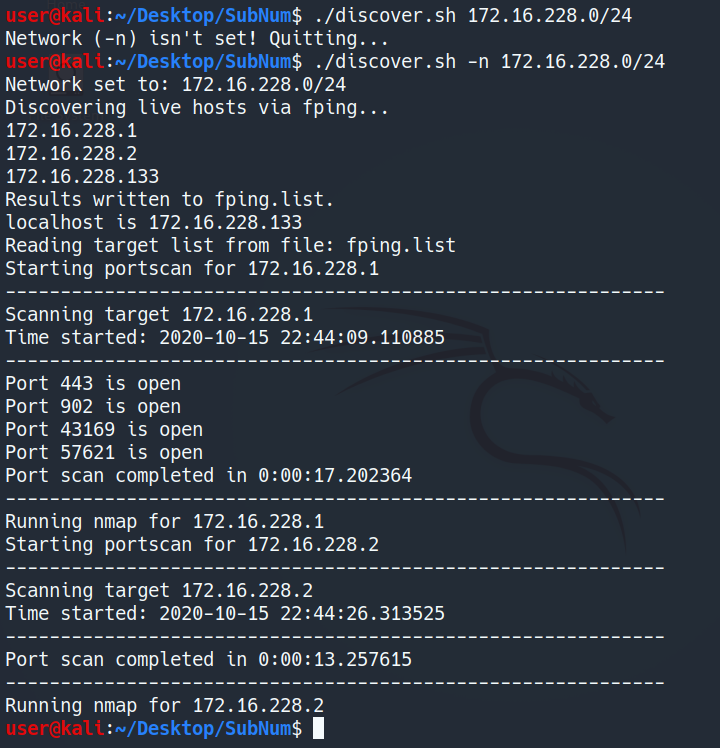 user@kali:~/Desktop/SubNum$ ./discover.sh 172.16.228.0/24
Network (-n) isn't set! Quitting...
user@kali:~/Desktop/SubNum$ ./discover.sh -n 172.16.228.0/24
Network set to: 172.16.228.0/24
Discovering live hosts via fping...
172.16.228.1
172.16.228.2
172.16.228.133
Results written to fping.list.
localhost is 172.16.228.133
Reading target list from file: fping.list
Starting portscan for 172.16.228.1
------------------------------------------------------------
Scanning target 172.16.228.1
Time started: 2020-10-15 22:44:09.110885
------------------------------------------------------------
Port 443 is open
Port 902 is open
Port 43169 is open
Port 57621 is open
Port scan completed in 0:00:17.202364
------------------------------------------------------------
Running nmap for 172.16.228.1
Starting portscan for 172.16.228.2
------------------------------------------------------------
Scanning target 172.16.228.2
Time started: 2020-10-15 22:44:26.313525
------------------------------------------------------------
Port scan completed in 0:00:13.257615
------------------------------------------------------------
Running nmap for 172.16.228.2
user@kali:~/Desktop/SubNum$